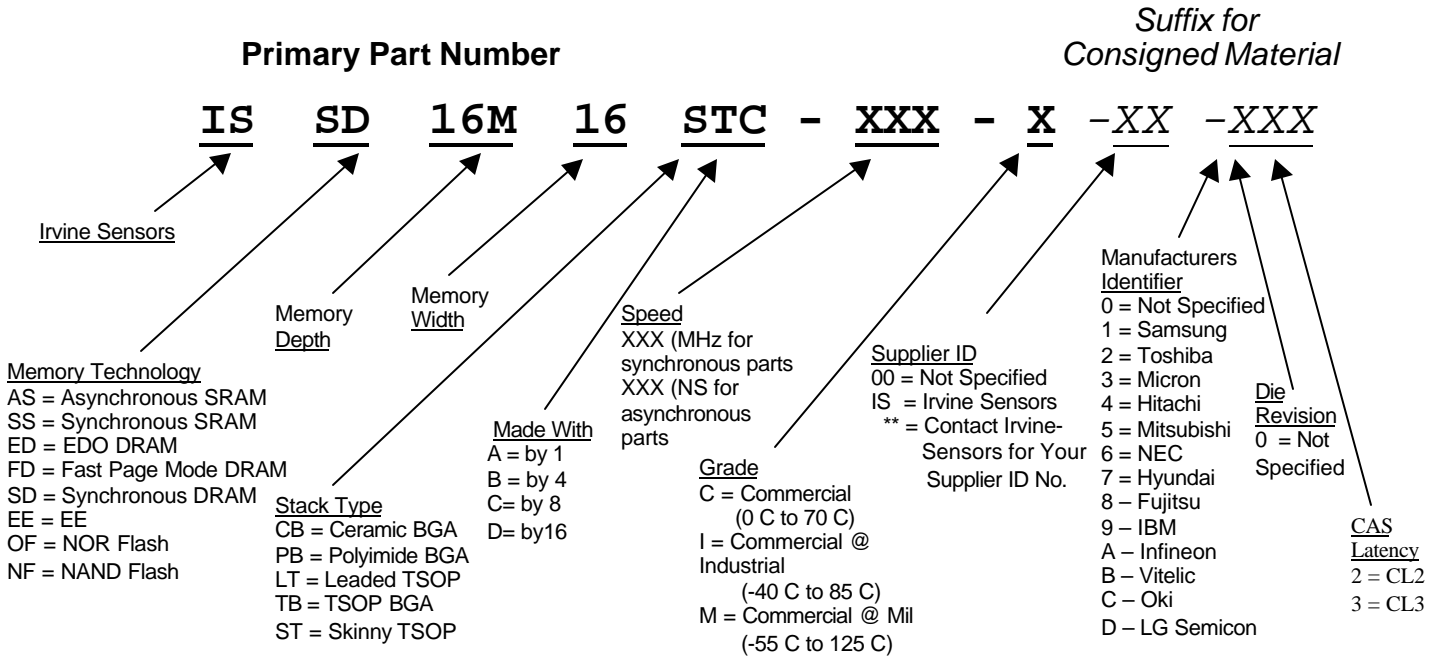 Primary Part Number
Suffix for
Consigned Material
IS SD 16M 16 STC - XXX - X -XX -XXX
Irvine Sensors
Memory Technology
AS = Asynchronous SRAM
SS = Synchronous SRAM
ED = EDO DRAM
FD = Fast Page Mode DRAM
SD = Synchronous DRAM
EE = EE
OF = NOR Flash
NF = NAND Flash
Memory
Depth
Memory
Width
Stack Type
CB = Ceramic BGA
PB = Polyimide BGA
LT = Leaded TSOP
TB = TSOP BGA
ST = Skinny TSOP
Made With
A = by 1
B = by 4
C= by 8
D= by16
Speed
XXX (MHz for
synchronous parts
XXX (NS for
asynchronous
parts
Grade
C = Commercial
(0 C to 70 C)
I = Commercial @
Industrial
(-40 C to 85 C)
M = Commercial @ Mil
(-55 C to 125 C)
Supplier ID
00 = Not Specified
IS = Irvine Sensors
** = Contact Irvine-
Sensors for Your
Supplier ID No.
Manufacturers
Identifier
0 = Not Specified
1 = Samsung
2 = Toshiba
3 = Micron
4 = Hitachi
5 = Mitsubishi
6 = NEC
7 = Hyundai
8 – Fujitsu
9 – IBM
A – Infineon
B – Vitelic
C – Oki
D – LG Semicon
Die
Revision
0 = Not
Specified
CAS
Latency
2 = CL2
3 = CL3